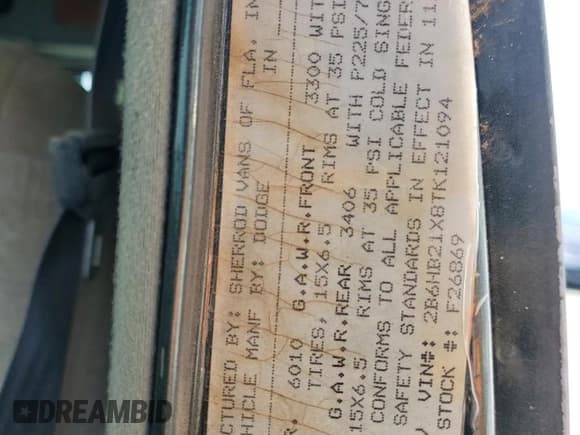 CTURED BY: SHERROD VANS OF FLA. IN
HICLE MANF BY: DODGE IN
R. 6010 G.A.W.R.FRONT 3300 WIT
TIRES, 15X6.5 RIMS AT 35 PSI
G.A.W.R.REAR 3406 WITH P225/7
15X6.5 RIMS AT 35 PSI COLD SING
CONFORMS TO ALL APPLICABLE FEDER
SAFETY STANDARDS IN EFFECT IN 11
VIN#: 2B6HB21X8TK121094
STOCK #: F26869
DREAMBID